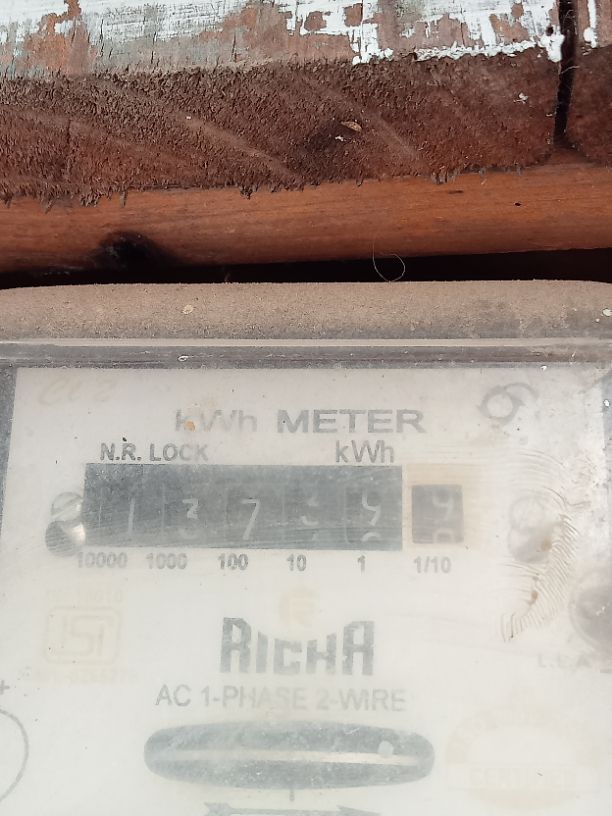 kWh METER
N.R. LOCK kWh
1 3 7 3 9 9
10000 1000 100 10 1 1/10
ISI
RICHA
AC 1-PHASE 2-WIRE